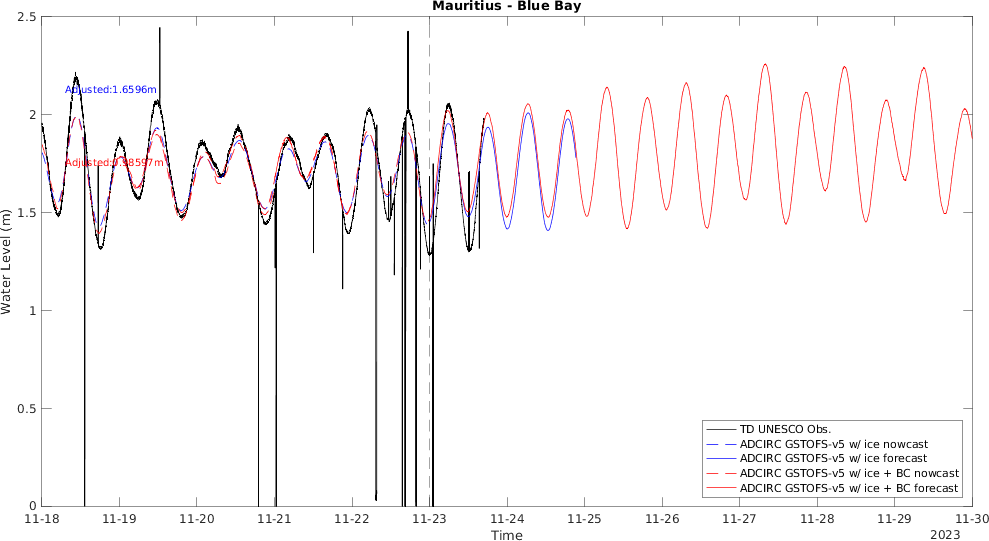 Mauritius - Blue Bay
2.5
2
1.5
1
0.5
0
Water Level (m)
Adjusted:1.6596m
TD UNESCO Obs.
ADCIRC GSTOFS-v5 w/ ice nowcast
ADCIRC GSTOFS-v5 w/ ice forecast
ADCIRC GSTOFS-v5 w/ ice + BC nowcast
ADCIRC GSTOFS-v5 w/ ice + BC forecast
11-18 11-19 11-20 11-21 11-22 11-23 11-24 11-25 11-26 11-27 11-28 11-29 11-30
Time
2023